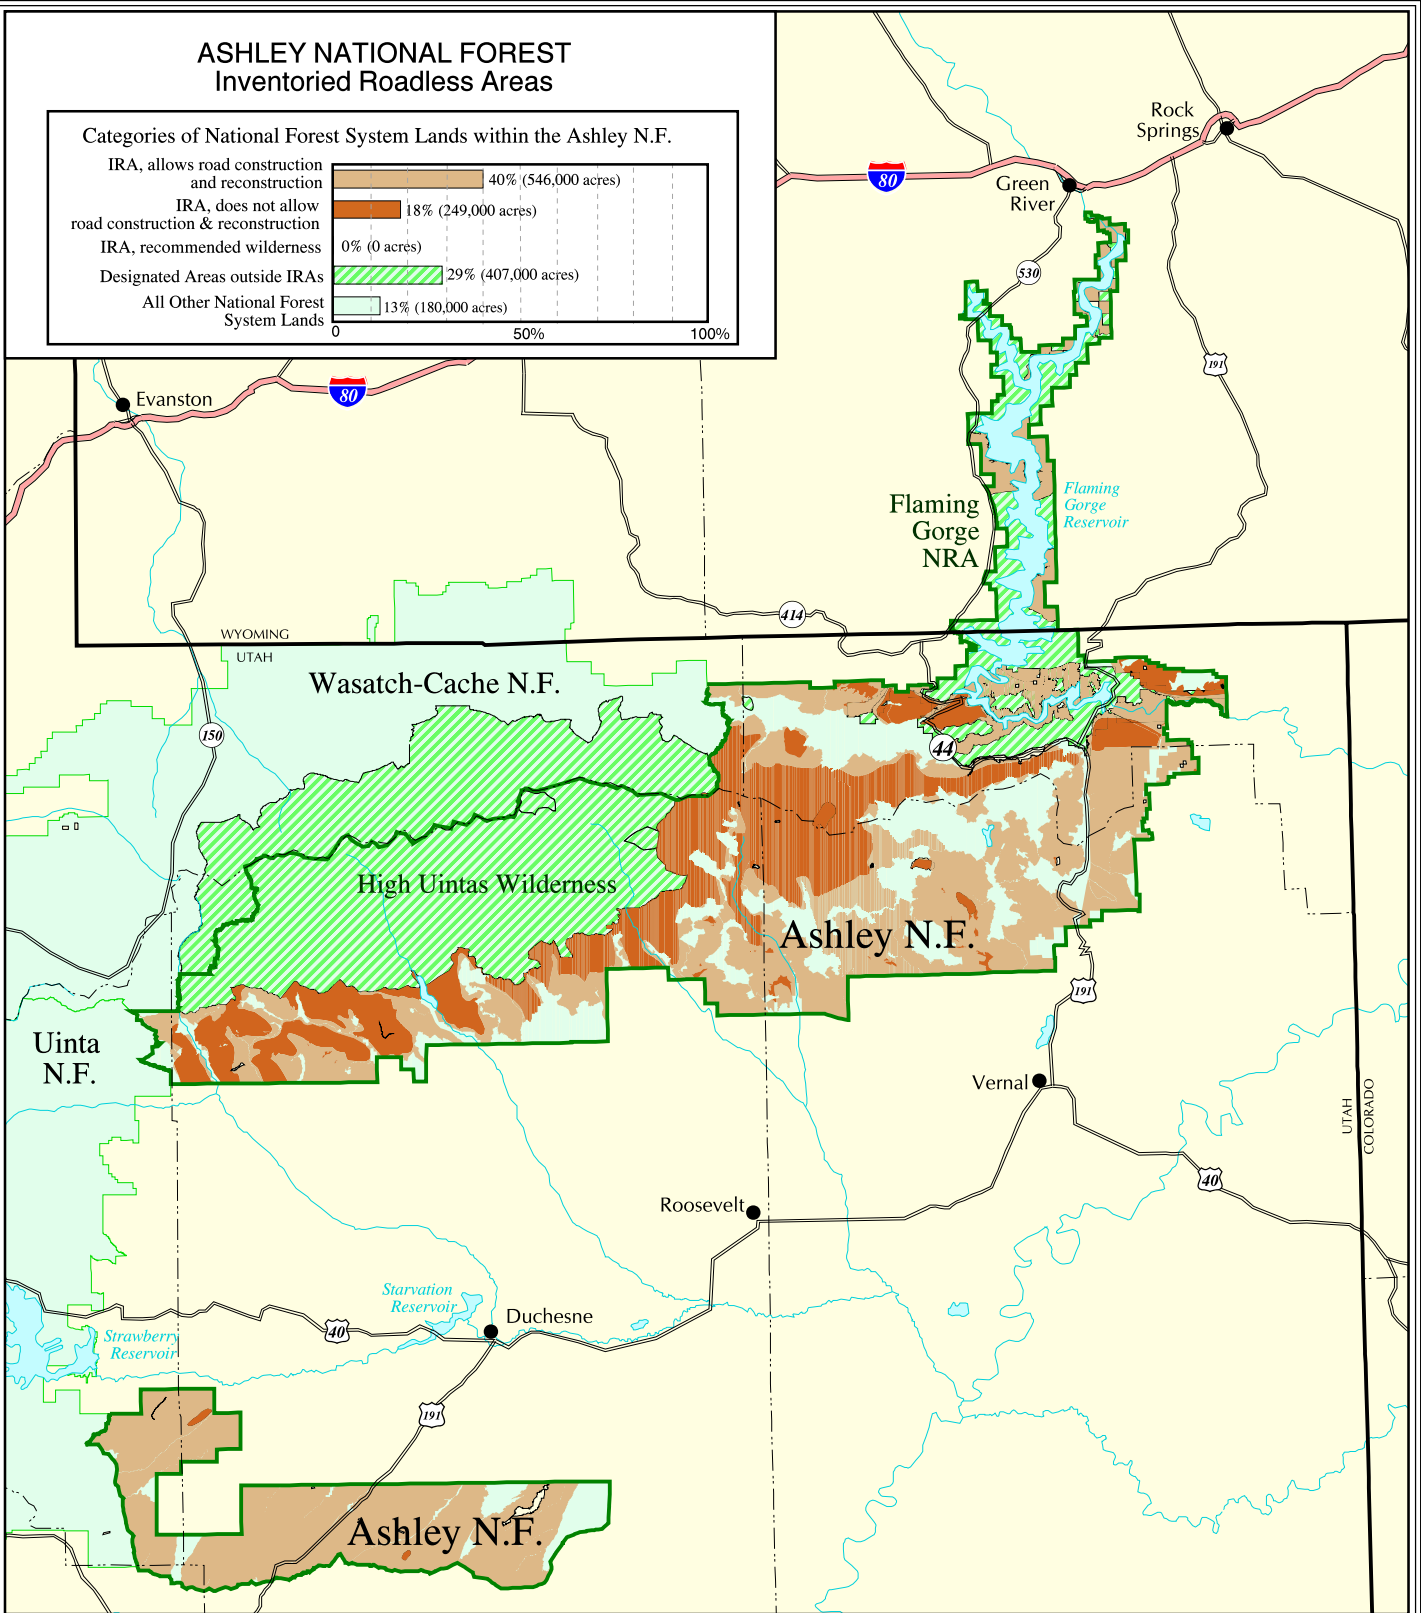 ASHLEY NATIONAL FOREST
Inventoried Roadless Areas
Categories of National Forest System Lands within the Ashley N.F.
IRA, allows road construction
and reconstruction
40% (546,000 acres)
IRA, does not allow
road construction & reconstruction
18% (249,000 acres)
IRA, recommended wilderness
0% (0 acres)
Designated Areas outside IRAs
29% (407,000 acres)
All Other National Forest
System Lands
13% (180,000 acres)
0 50% 100%
Rock
Springs
80
Green
River
530
191
80
Evanston
Flaming
Gorge
NRA
Flaming
Gorge
Reservoir
414
WYOMING
UTAH
Wasatch-Cache N.F.
150
44
High Uintas Wilderness
Ashley N.F.
191
Uinta
N.F.
Vernal
UTAH
COLORADO
40
Roosevelt
Starvation
Reservoir
Duchesne
40
Strawberry
Reservoir
191
Ashley N.F.